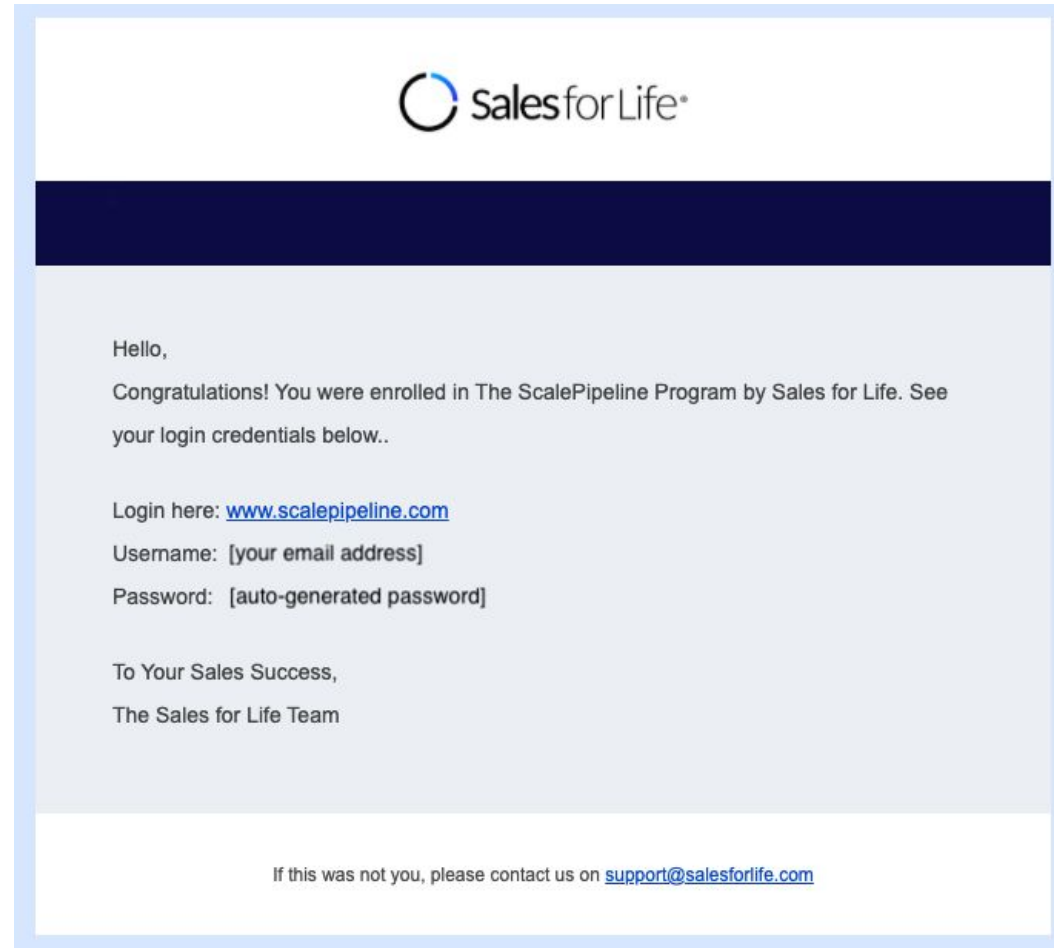 Sales for Life®
Hello,
Congratulations! You were enrolled in The ScalePipeline Program by Sales for Life. See
your login credentials below..
Login here: www.scalepipeline.com
Username: [your email address]
Password: [auto-generated password]
To Your Sales Success,
The Sales for Life Team
If this was not you, please contact us on support@salesforlife.com